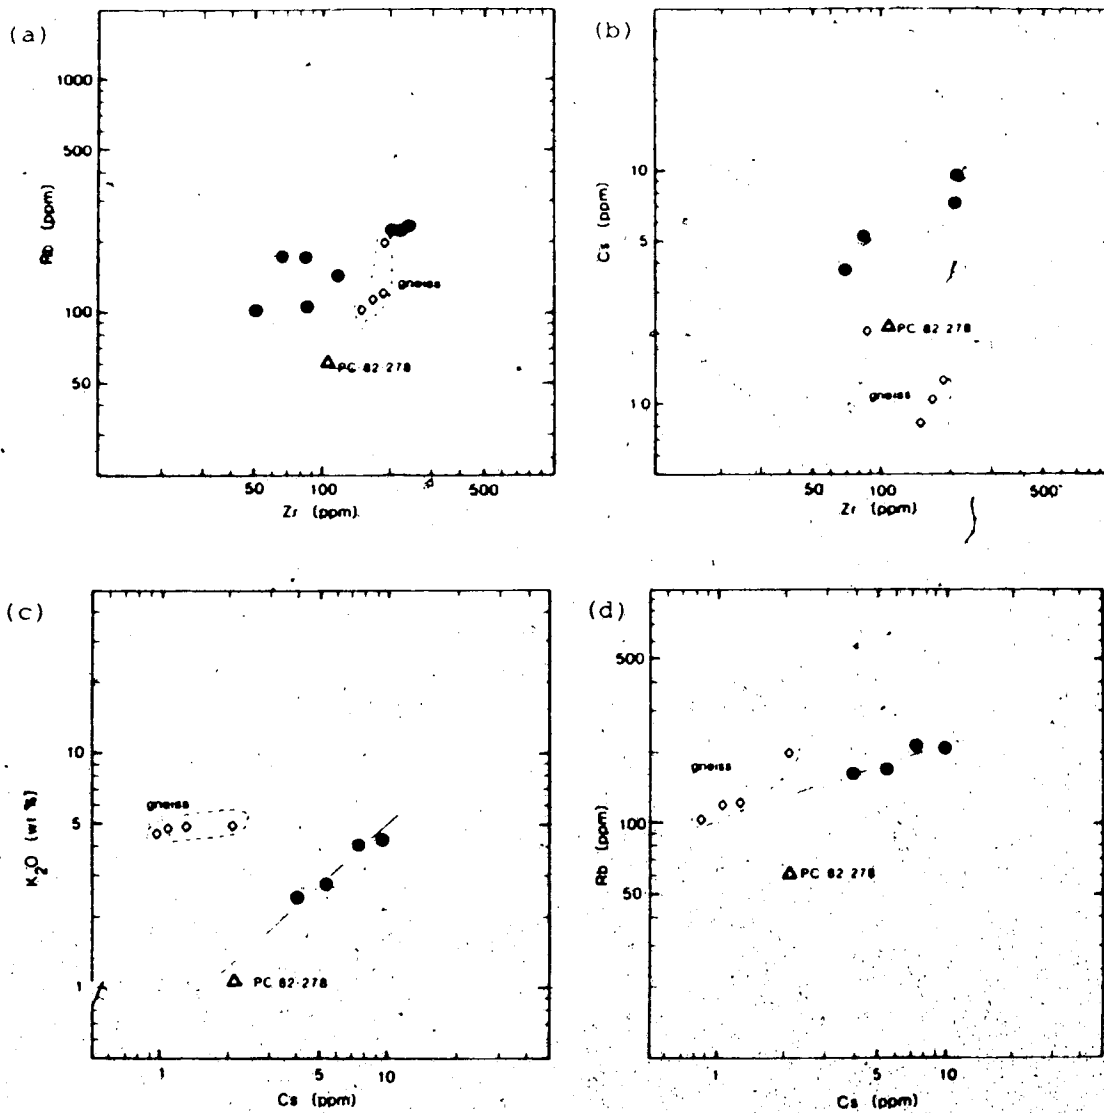 (a)
1000
500
100
50
Rb (ppm)
gneiss
PC 82-278
50 100 500
Zr (ppm)
(b)
10
5
1.0
Cs (ppm)
PC 82-278
gneiss
50 100 500
Zr (ppm)
(c)
10
5
1
K2O (wt %)
gneiss
PC 82-278
1 5 10
Cs (ppm)
(d)
500
100
50
Rb (ppm)
gneiss
PC 82-278
1 5 10
Cs (ppm)